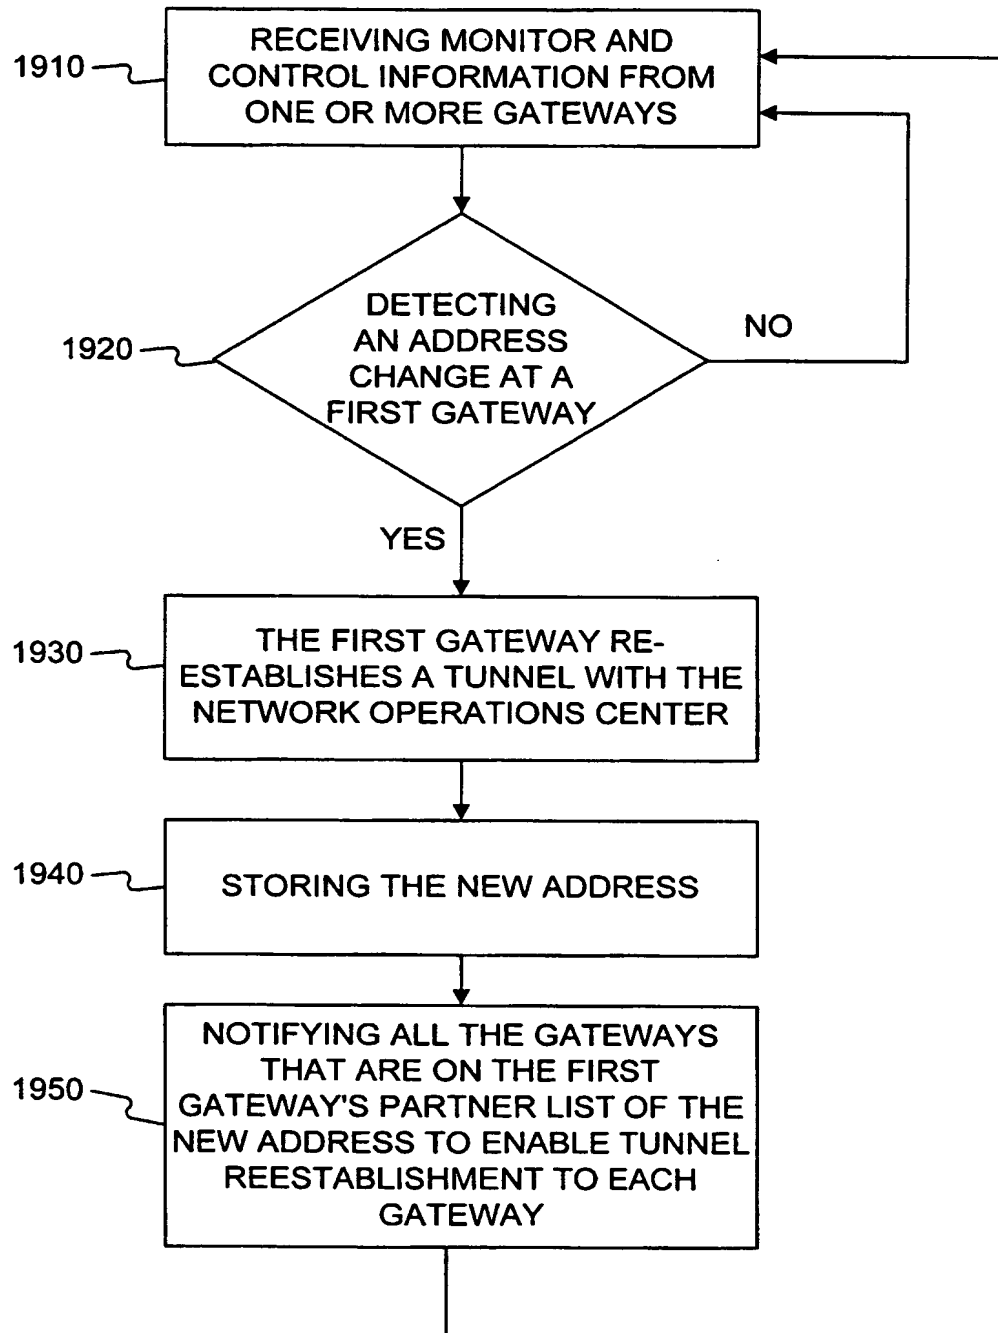 1910
RECEIVING MONITOR AND
CONTROL INFORMATION FROM
ONE OR MORE GATEWAYS
1920
DETECTING
AN ADDRESS
CHANGE AT A
FIRST GATEWAY
NO
YES
1930
THE FIRST GATEWAY RE-
ESTABLISHES A TUNNEL WITH THE
NETWORK OPERATIONS CENTER
1940
STORING THE NEW ADDRESS
1950
NOTIFYING ALL THE GATEWAYS
THAT ARE ON THE FIRST
GATEWAY'S PARTNER LIST OF THE
NEW ADDRESS TO ENABLE TUNNEL
REESTABLISHMENT TO EACH
GATEWAY